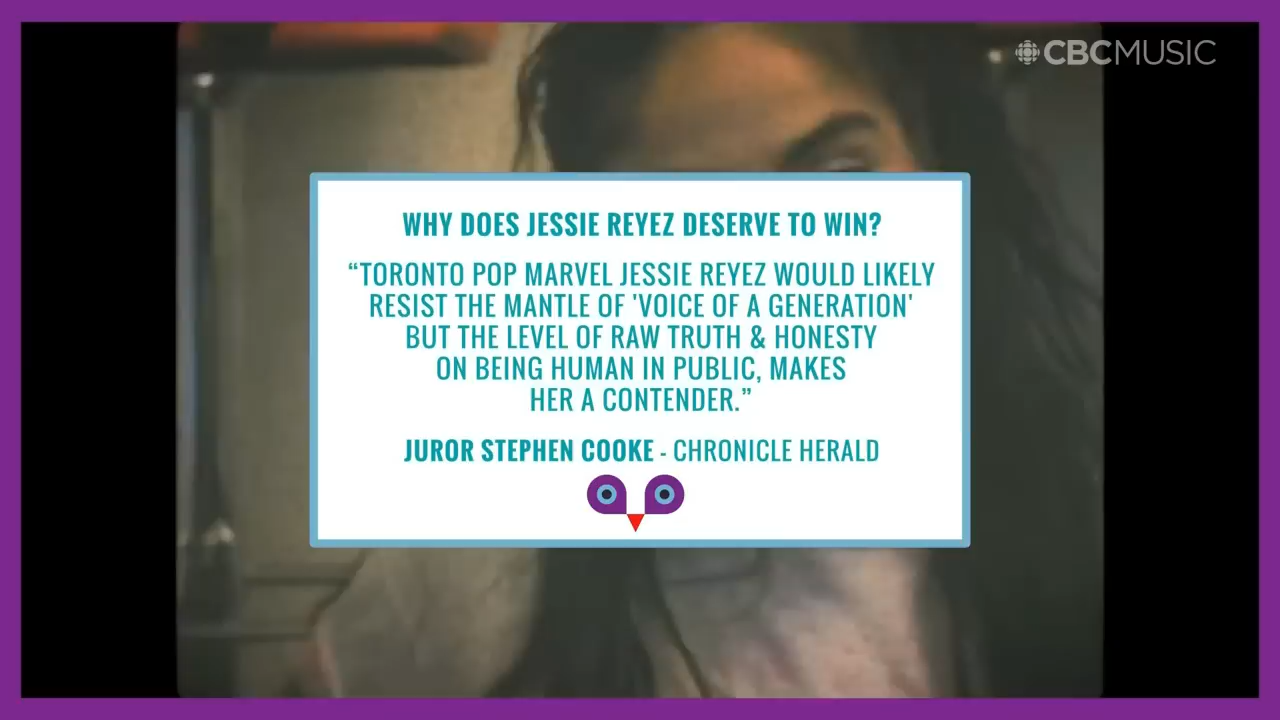 CBCMUSIC
WHY DOES JESSIE REYEZ DESERVE TO WIN?
“TORONTO POP MARVEL JESSIE REYEZ WOULD LIKELY
RESIST THE MANTLE OF 'VOICE OF A GENERATION'
BUT THE LEVEL OF RAW TRUTH & HONESTY
ON BEING HUMAN IN PUBLIC, MAKES
HER A CONTENDER.”
JUROR STEPHEN COOKE - CHRONICLE HERALD